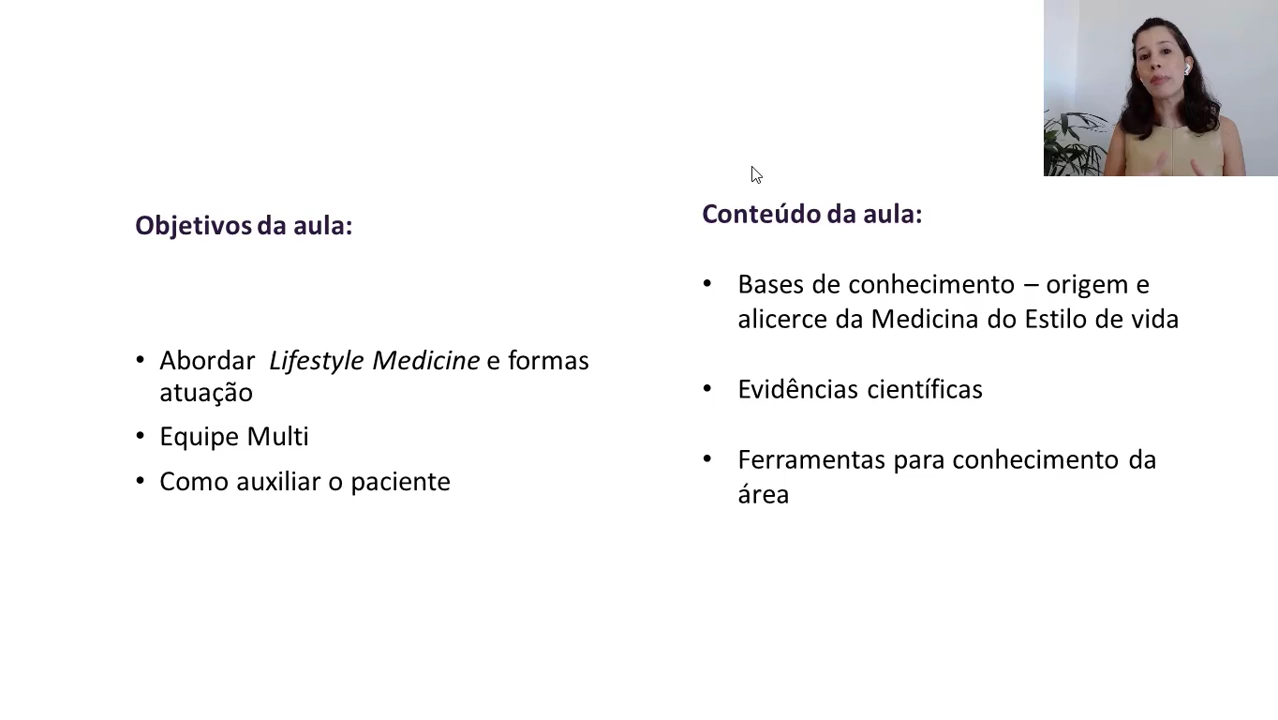 Objetivos da aula:
• Abordar Lifestyle Medicine e formas
atuação
• Equipe Multi
• Como auxiliar o paciente
Conteúdo da aula:
• Bases de conhecimento – origem e
alicerce da Medicina do Estilo de vida
• Evidências científicas
• Ferramentas para conhecimento da
área